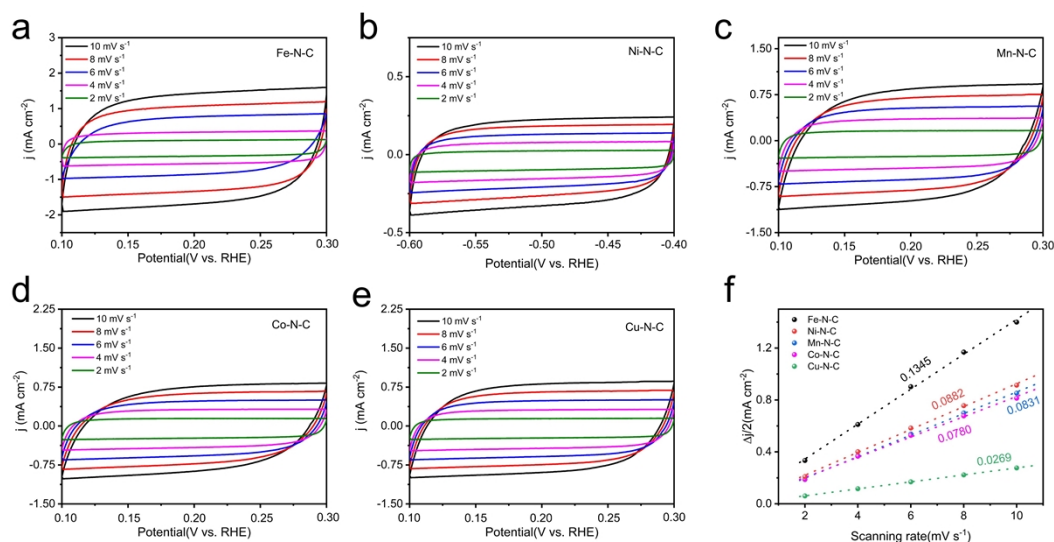 a
10 mV s⁻¹
8 mV s⁻¹
6 mV s⁻¹
4 mV s⁻¹
2 mV s⁻¹
Fe-N-C
j (mA cm⁻²)
3
2
1
0
-1
-2
0.10
0.15
0.20
0.25
0.30
Potential(V vs. RHE)
b
10 mV s⁻¹
8 mV s⁻¹
6 mV s⁻¹
4 mV s⁻¹
2 mV s⁻¹
Ni-N-C
j (mA cm⁻²)
0.5
0.0
-0.5
-0.60
-0.55
-0.50
-0.45
-0.40
Potential(V vs. RHE)
c
10 mV s⁻¹
8 mV s⁻¹
6 mV s⁻¹
4 mV s⁻¹
2 mV s⁻¹
Mn-N-C
j (mA cm⁻²)
1.50
0.75
0.00
-0.75
-1.50
0.10
0.15
0.20
0.25
0.30
Potential(V vs. RHE)
d
10 mV s⁻¹
8 mV s⁻¹
6 mV s⁻¹
4 mV s⁻¹
2 mV s⁻¹
Co-N-C
j (mA cm⁻²)
2.25
1.50
0.75
0.00
-0.75
-1.50
0.10
0.15
0.20
0.25
0.30
Potential(V vs. RHE)
e
10 mV s⁻¹
8 mV s⁻¹
6 mV s⁻¹
4 mV s⁻¹
2 mV s⁻¹
Cu-N-C
j (mA cm⁻²)
2.25
1.50
0.75
0.00
-0.75
-1.50
0.10
0.15
0.20
0.25
0.30
Potential(V vs. RHE)
f
Fe-N-C
Ni-N-C
Mn-N-C
Co-N-C
Cu-N-C
0.1345
0.0882
0.0831
0.0780
0.0269
Δj/2(mA cm⁻²)
1.2
0.8
0.4
0.0
2
4
6
8
10
Scanning rate(mV s⁻¹)